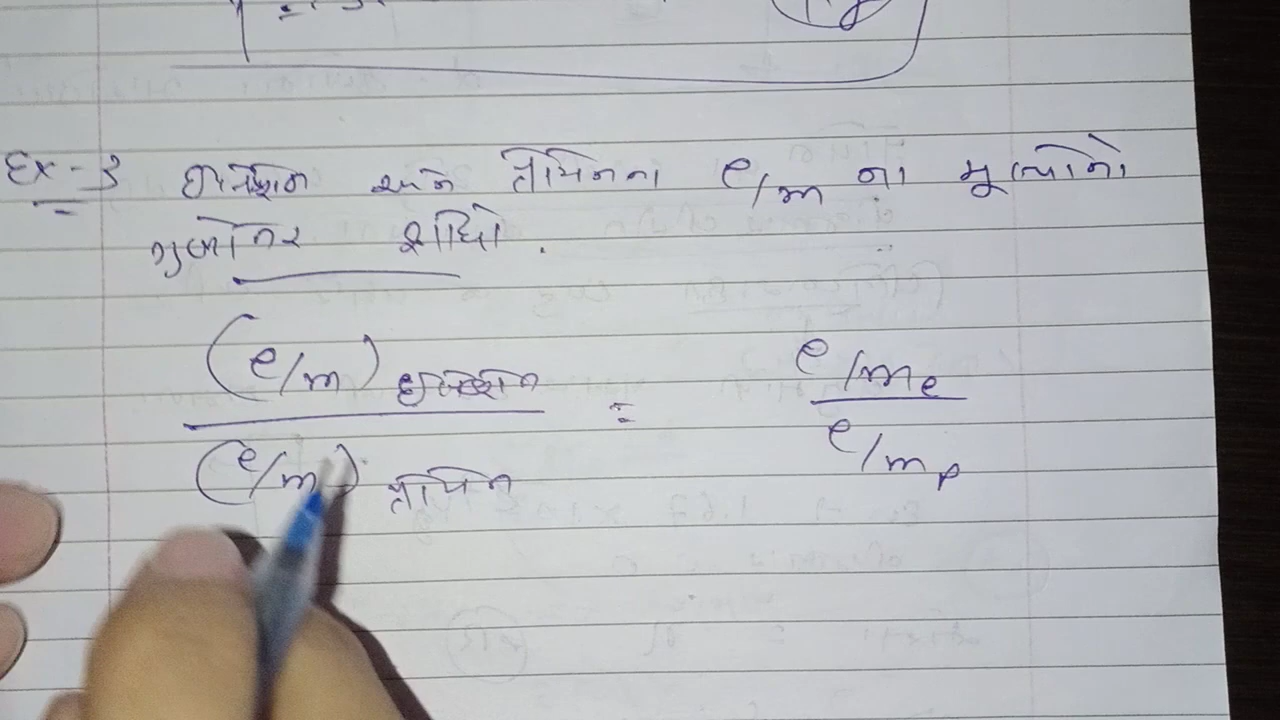 Ex-3 ઇલેક્ટ્રોન અને પ્રોટોનના e/m ના મૂલ્યોનો
ગુણોત્તર શોધો.
(e/m) ઇલેક્ટ્રોન = e/me
(e/m) પ્રોટોન e/mp